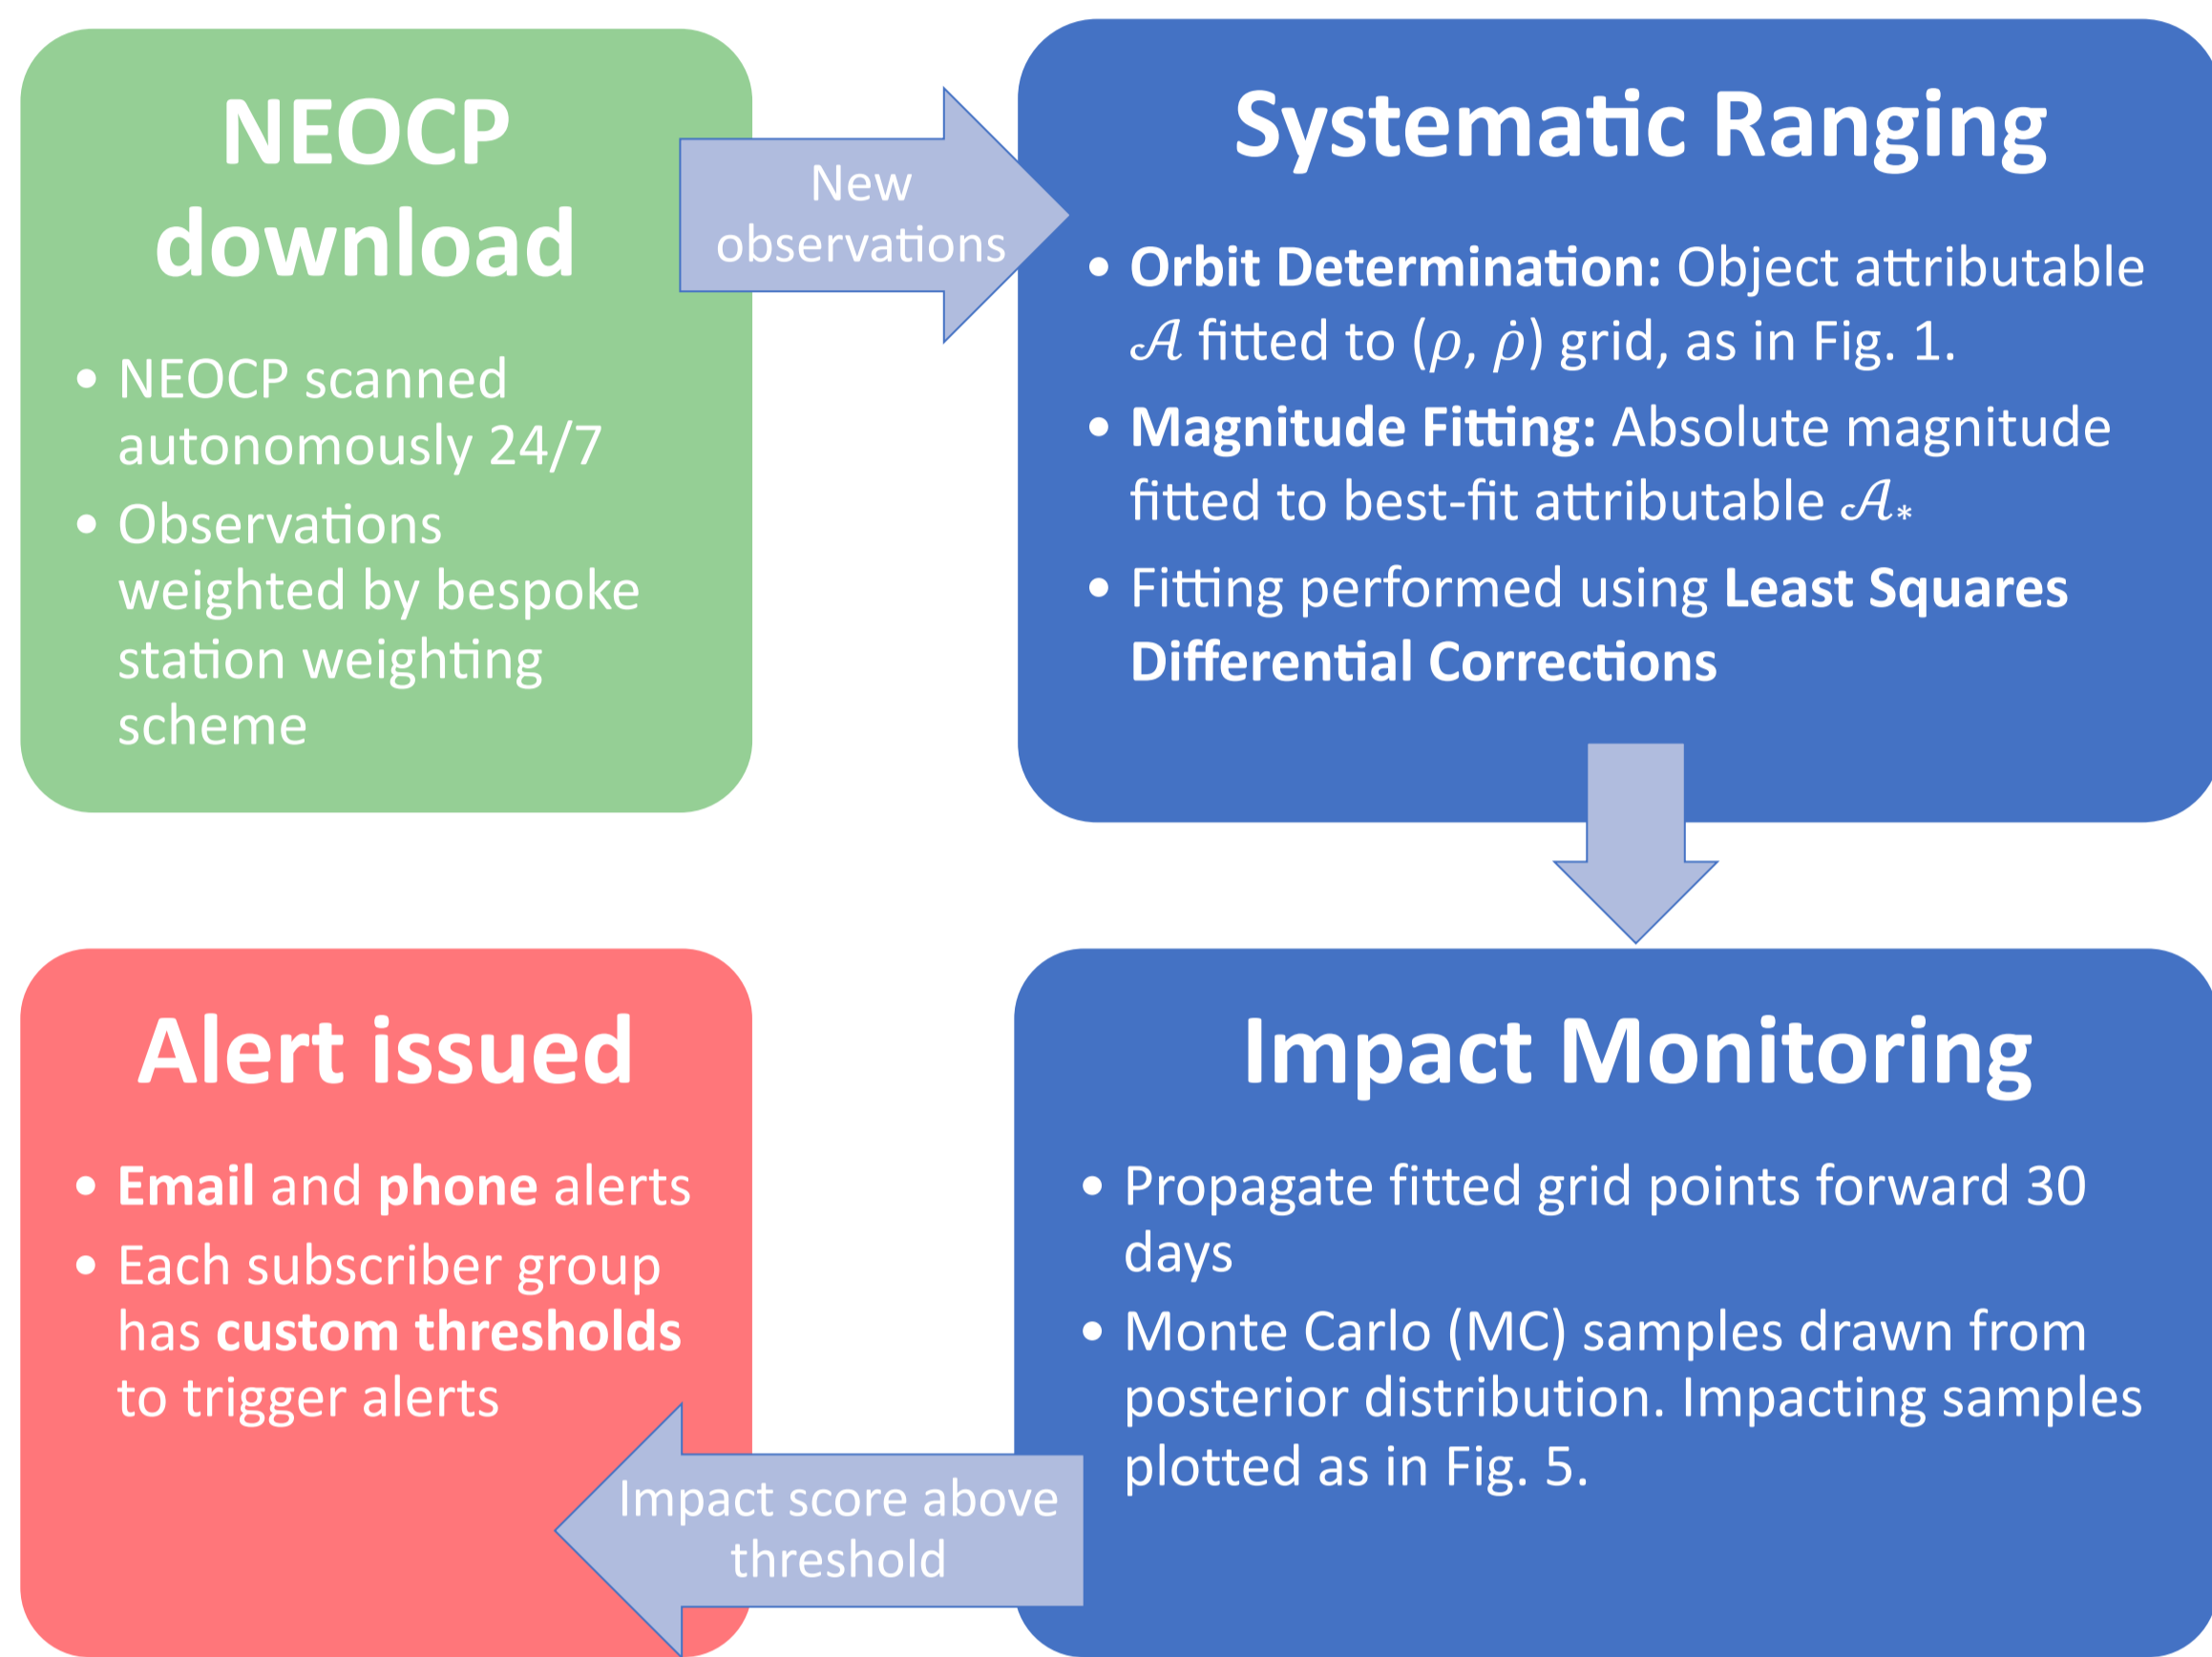 NEOCP
download
• NEOCP scanned
autonomously 24/7
• Observations
weighted by bespoke
station weighting
scheme
New
observations
Systematic Ranging
• Orbit Determination: Object attributable
𝒜 fitted to (ρ, ρ̇) grid, as in Fig. 1.
• Magnitude Fitting: Absolute magnitude
fitted to best-fit attributable 𝒜*
• Fitting performed using Least Squares
Differential Corrections
Impact Monitoring
• Propagate fitted grid points forward 30
days
• Monte Carlo (MC) samples drawn from
posterior distribution. Impacting samples
plotted as in Fig. 5.
Impact score above
threshold
Alert issued
• Email and phone alerts
• Each subscriber group
has custom thresholds
to trigger alerts